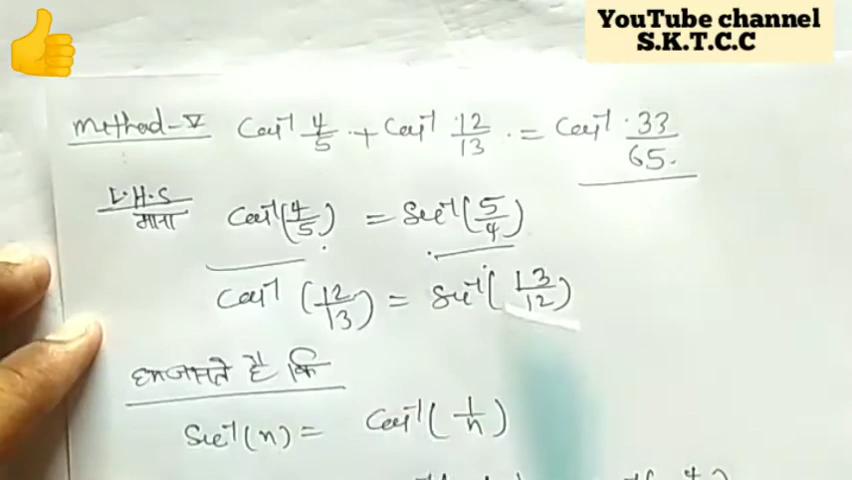 YouTube channel
S.K.T.C.C
Method-V Cos⁻¹ 4/5 + Cos⁻¹ 12/13 = Cos⁻¹ 33/65.
L.H.S
माना Cos⁻¹(4/5) = Sec⁻¹(5/4)
Cos⁻¹(12/13) = Sec⁻¹(13/12)
हम जानते है कि
Sec⁻¹(n) = Cos⁻¹(1/n)